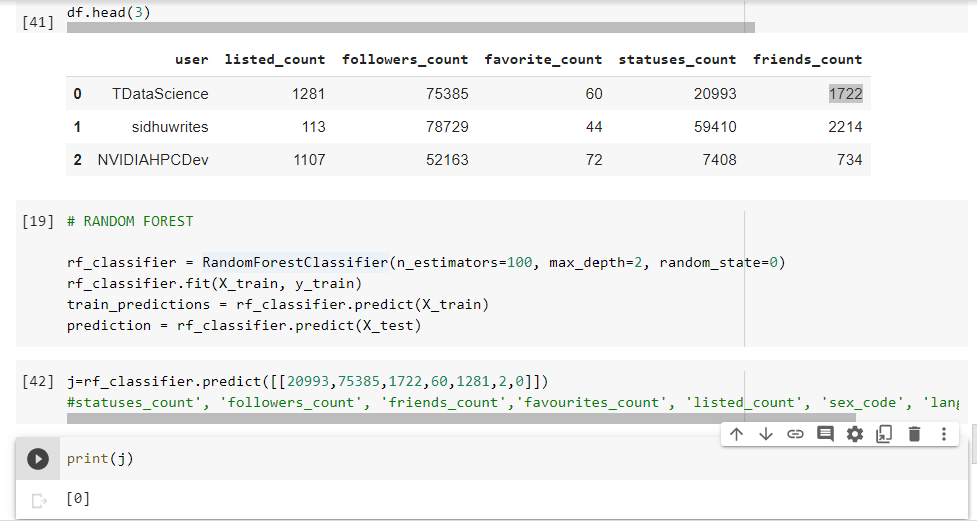 df.head(3)
[41]
user listed_count followers_count favorite_count statuses_count friends_count
0 TDataScience 1281 75385 60 20993 1722
1 sidhuwrites 113 78729 44 59410 2214
2 NVIDIAHPCDev 1107 52163 72 7408 734
[19] # RANDOM FOREST
rf_classifier = RandomForestClassifier(n_estimators=100, max_depth=2, random_state=0)
rf_classifier.fit(X_train, y_train)
train_predictions = rf_classifier.predict(X_train)
prediction = rf_classifier.predict(X_test)
[42] j=rf_classifier.predict([[20993,75385,1722,60,1281,2,0]])
#statuses_count', 'followers_count', 'friends_count','favourites_count', 'listed_count', 'sex_code', 'lang
print(j)
[0]